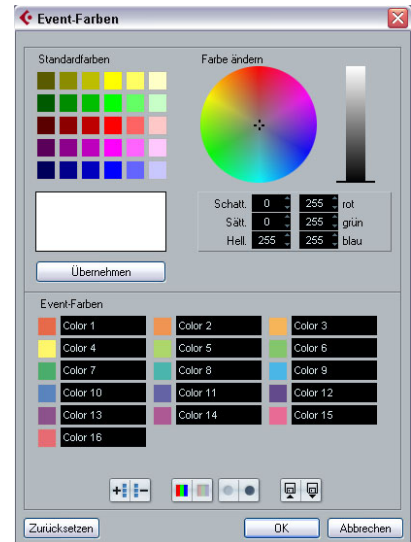 Event-Farben
Standardfarben
Farbe ändern
Schatt. 0 255 rot
Sätt. 0 255 grün
Hell. 255 255 blau
Übernehmen
Event-Farben
Color 1 Color 2 Color 3
Color 4 Color 5 Color 6
Color 7 Color 8 Color 9
Color 10 Color 11 Color 12
Color 13 Color 14 Color 15
Color 16
Zurücksetzen OK Abbrechen